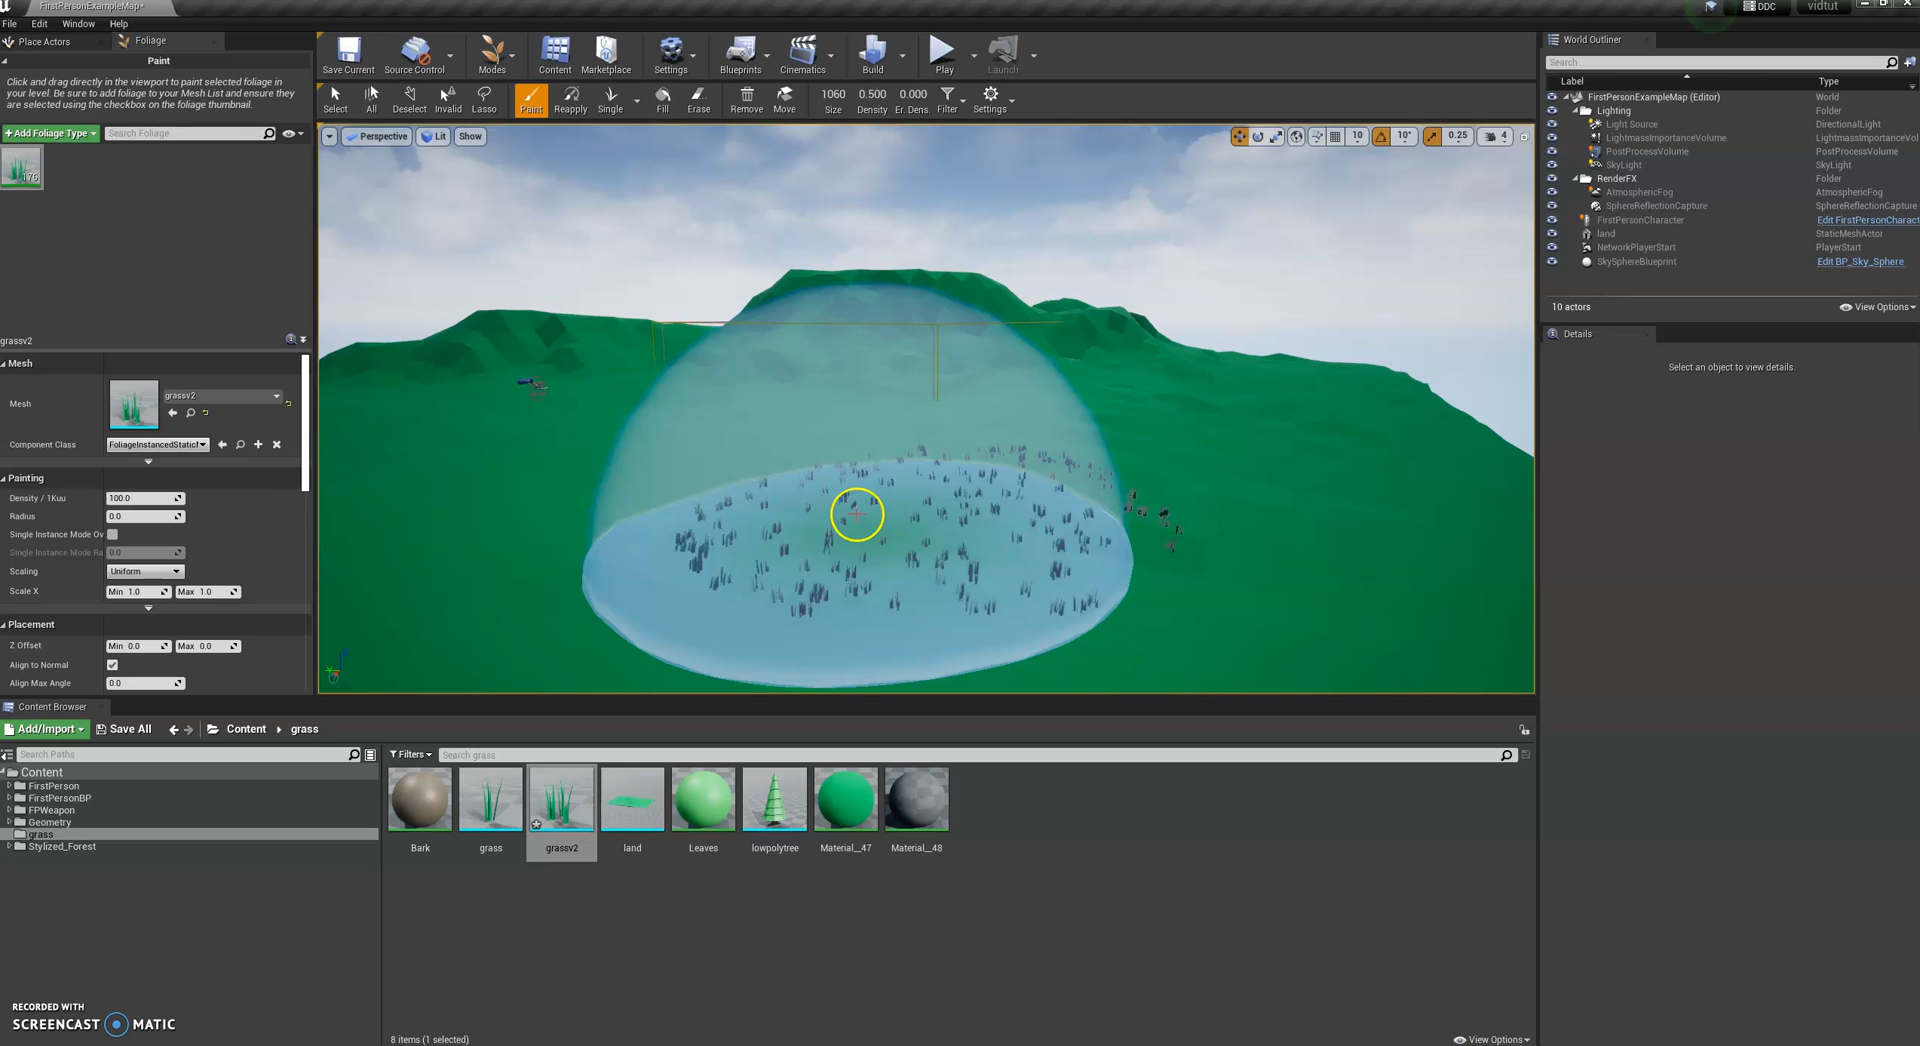 FirstPersonExampleMap*
DDC
vidtut
File Edit Window Help
Place Actors
Foliage
Paint
Click and drag directly in the viewport to paint selected foliage in
your level. Be sure to add foliage to your Mesh List and ensure they
are selected using the checkbox on the foliage thumbnail.
+Add Foliage Type
Search Foliage
176
grassv2
Mesh
Mesh
grassv2
Component Class
FoliageInstancedStaticM
Painting
Density / 1Kuu
100.0
Radius
0.0
Single Instance Mode Ov
Single Instance Mode Ra
0.0
Scaling
Uniform
Scale X
Min 1.0
Max 1.0
Placement
Z Offset
Min 0.0
Max 0.0
Align to Normal
Align Max Angle
0.0
Save Current
Source Control
Modes
Content
Marketplace
Settings
Blueprints
Cinematics
Build
Play
Launch
Select
All
Deselect
Invalid
Lasso
Paint
Reapply
Single
Fill
Erase
Remove
Move
1060 0.500 0.000
Size Density Er. Dens.
Filter
Settings
Perspective
Lit
Show
10
10°
0.25
4
World Outliner
Search...
Label
Type
FirstPersonExampleMap (Editor) World
Lighting Folder
Light Source DirectionalLight
LightmassImportanceVolume LightmassImportanceVol
PostProcessVolume PostProcessVolume
SkyLight SkyLight
RenderFX Folder
AtmosphericFog AtmosphericFog
SphereReflectionCapture SphereReflectionCapture
FirstPersonCharacter Edit FirstPersonCharact
land StaticMeshActor
NetworkPlayerStart PlayerStart
SkySphereBlueprint Edit BP_Sky_Sphere
10 actors
View Options
Details
Select an object to view details.
Content Browser
Add/Import
Save All
Content
grass
Search Paths
Content
FirstPerson
FirstPersonBP
FPWeapon
Geometry
grass
Stylized_Forest
Filters
Search grass
Bark
grass
grassv2
land
Leaves
lowpolytree
Material__47
Material__48
8 items (1 selected)
View Options
RECORDED WITH
SCREENCAST MATIC